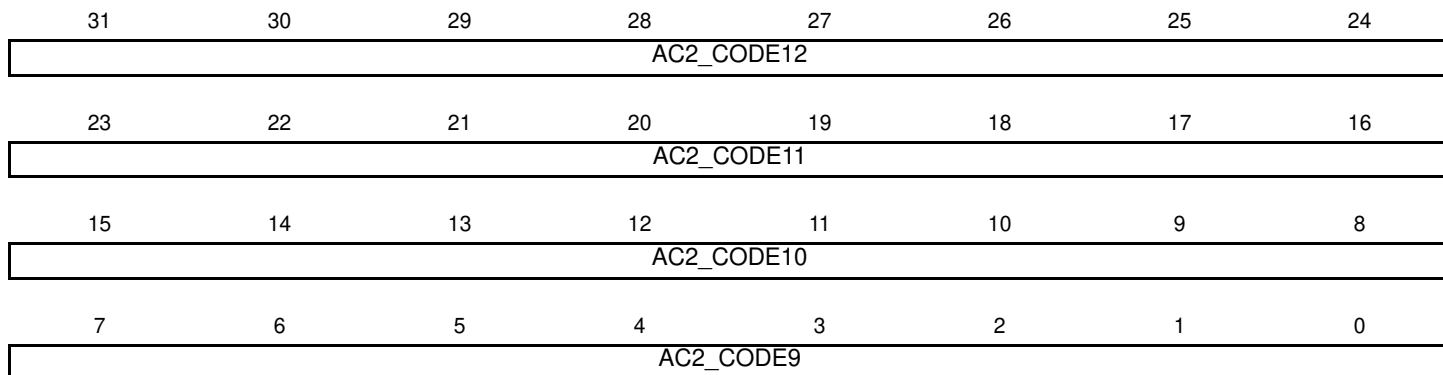 31 30 29 28 27 26 25 24
AC2_CODE12
23 22 21 20 19 18 17 16
AC2_CODE11
15 14 13 12 11 10 9 8
AC2_CODE10
7 6 5 4 3 2 1 0
AC2_CODE9